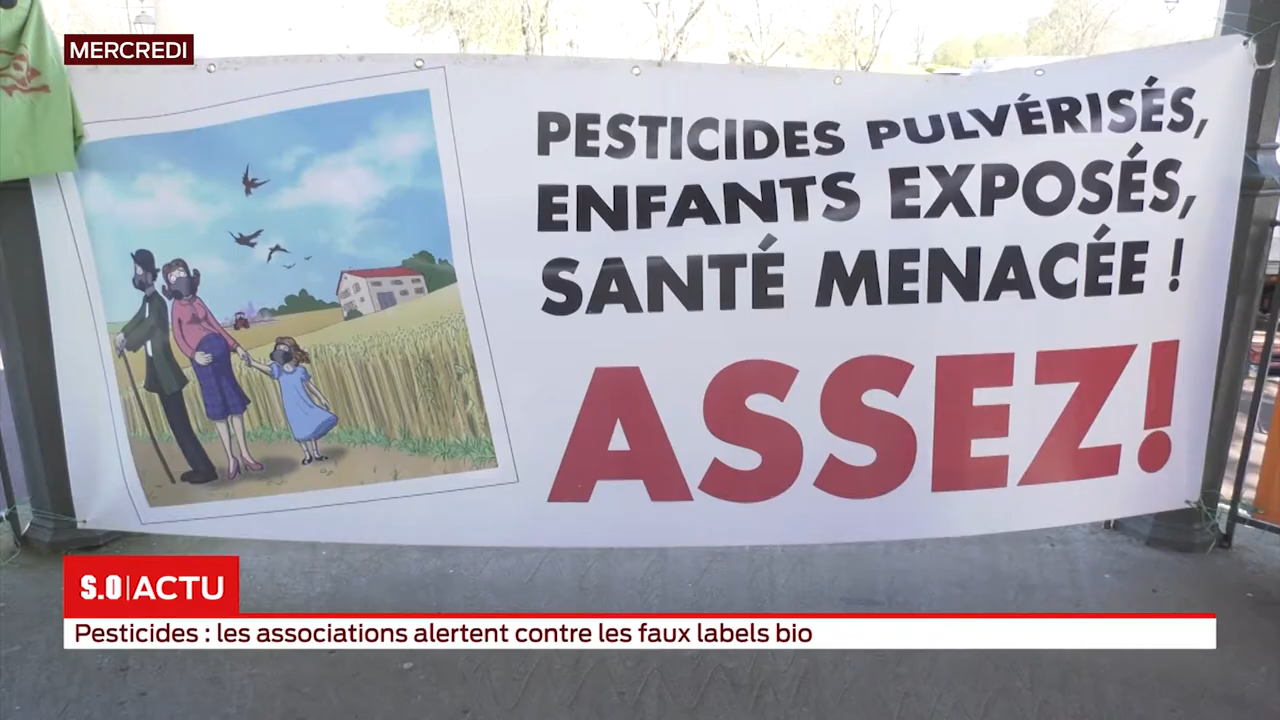 MERCREDI
PESTICIDES PULVÉRISÉS,
ENFANTS EXPOSÉS,
SANTÉ MENACÉE !
ASSEZ!
S.O|ACTU
Pesticides : les associations alertent contre les faux labels bio